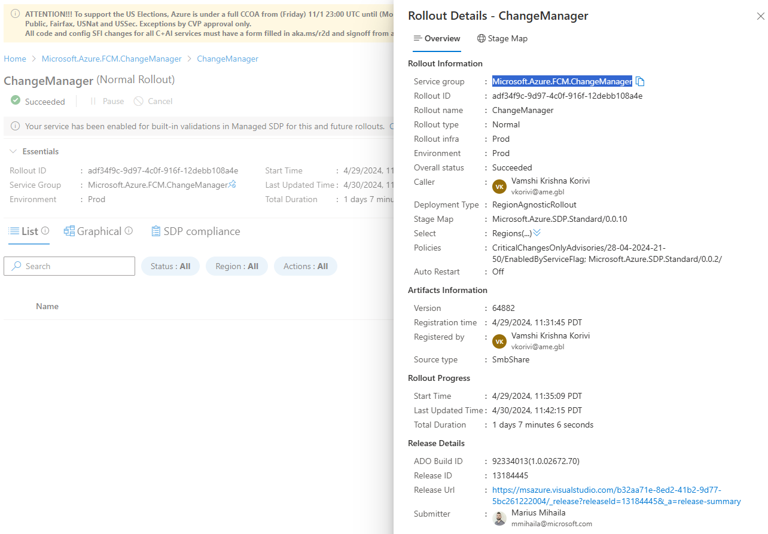 ATTENTION!!! To support the US Elections, Azure is under a full CCOA from (Friday) 11/1 23:00 UTC until (Mo
Public, Fairfax, USNat and USSec. Exceptions by CVP approval only.
All code and config SFI changes for all C+AI services must have a form filled in aka.ms/r2d and signoff from a
Home > Microsoft.Azure.FCM.ChangeManager > ChangeManager
ChangeManager (Normal Rollout)
Succeeded Pause Cancel
Your service has been enabled for built-in validations in Managed SDP for this and future rollouts.
Essentials
Rollout ID : adf34f9c-9d97-4c0f-916f-12debb108a4e Start Time : 4/29/2024, 11:3
Service Group : Microsoft.Azure.FCM.ChangeManager Last Updated Time : 4/30/2024, 11:4
Environment : Prod Total Duration : 1 days 7 minu
List Graphical SDP compliance
Search Status : All Region : All Actions : All
Name
Rollout Details - ChangeManager
Overview Stage Map
Rollout Information
Service group : Microsoft.Azure.FCM.ChangeManager
Rollout ID : adf34f9c-9d97-4c0f-916f-12debb108a4e
Rollout name : ChangeManager
Rollout type : Normal
Rollout infra : Prod
Environment : Prod
Overall status : Succeeded
Caller : VK Vamshi Krishna Korivi
vkorivi@ame.gbl
Deployment Type : RegionAgnosticRollout
Stage Map : Microsoft.Azure.SDP.Standard/0.0.10
Select : Regions(...)
Policies : CriticalChangesOnlyAdvisories/28-04-2024-21-
50/EnabledByServiceFlag; Microsoft.Azure.SDP.Standard/0.0.2/
Auto Restart : Off
Artifacts Information
Version : 64882
Registration time : 4/29/2024, 11:31:45 PDT
Registered by : VK Vamshi Krishna Korivi
vkorivi@ame.gbl
Source type : SmbShare
Rollout Progress
Start Time : 4/29/2024, 11:35:09 PDT
Last Updated Time : 4/30/2024, 11:42:15 PDT
Total Duration : 1 days 7 minutes 6 seconds
Release Details
ADO Build ID : 92334013(1.0.02672.70)
Release ID : 13184445
Release Url : https://msazure.visualstudio.com/b32aa71e-8ed2-41b2-9d77-
5bc261222004/_release?releaseId=13184445&_a=release-summary
Submitter : Marius Mihaila
mmihaila@microsoft.com